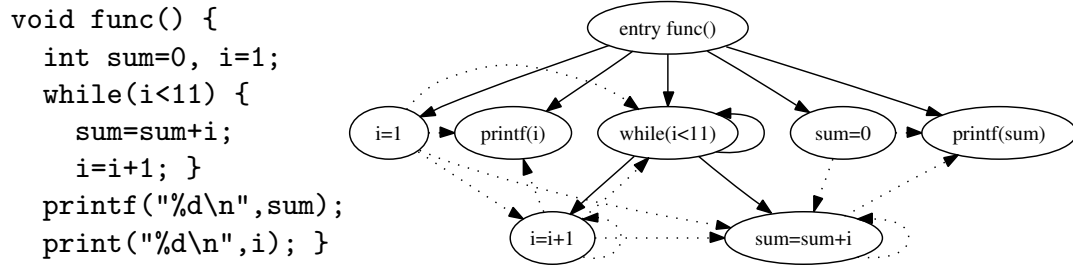 void func() {
int sum=0, i=1;
while(i<11) {
sum=sum+i;
i=i+1; }
printf("%d\n",sum);
print("%d\n",i); }
entry func()
i=1
printf(i)
while(i<11)
sum=0
printf(sum)
i=i+1
sum=sum+i